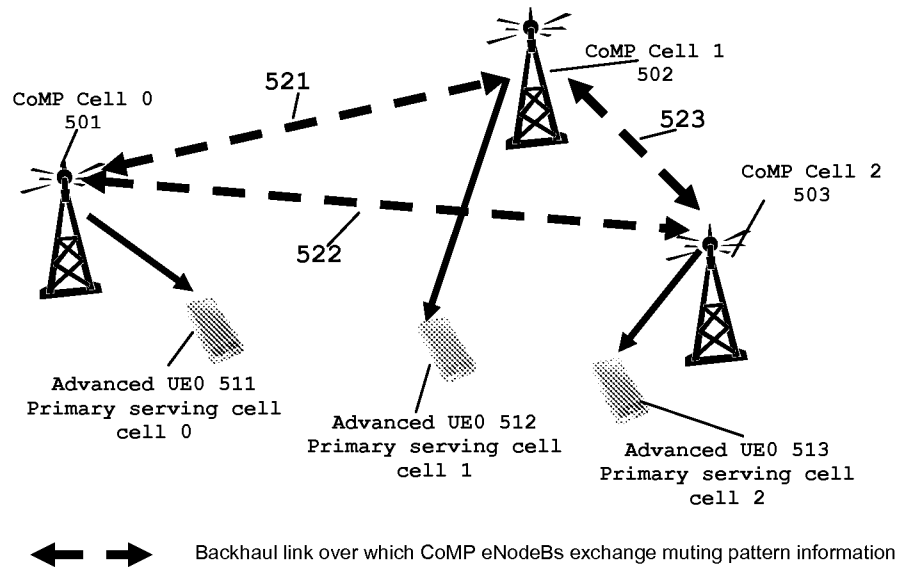 CoMP Cell 1
502
521
CoMP Cell 0
501
523
CoMP Cell 2
503
522
Advanced UE0 511
Primary serving cell
cell 0
Advanced UE0 512
Primary serving cell
cell 1
Advanced UE0 513
Primary serving cell
cell 2
Backhaul link over which CoMP eNodeBs exchange muting pattern information